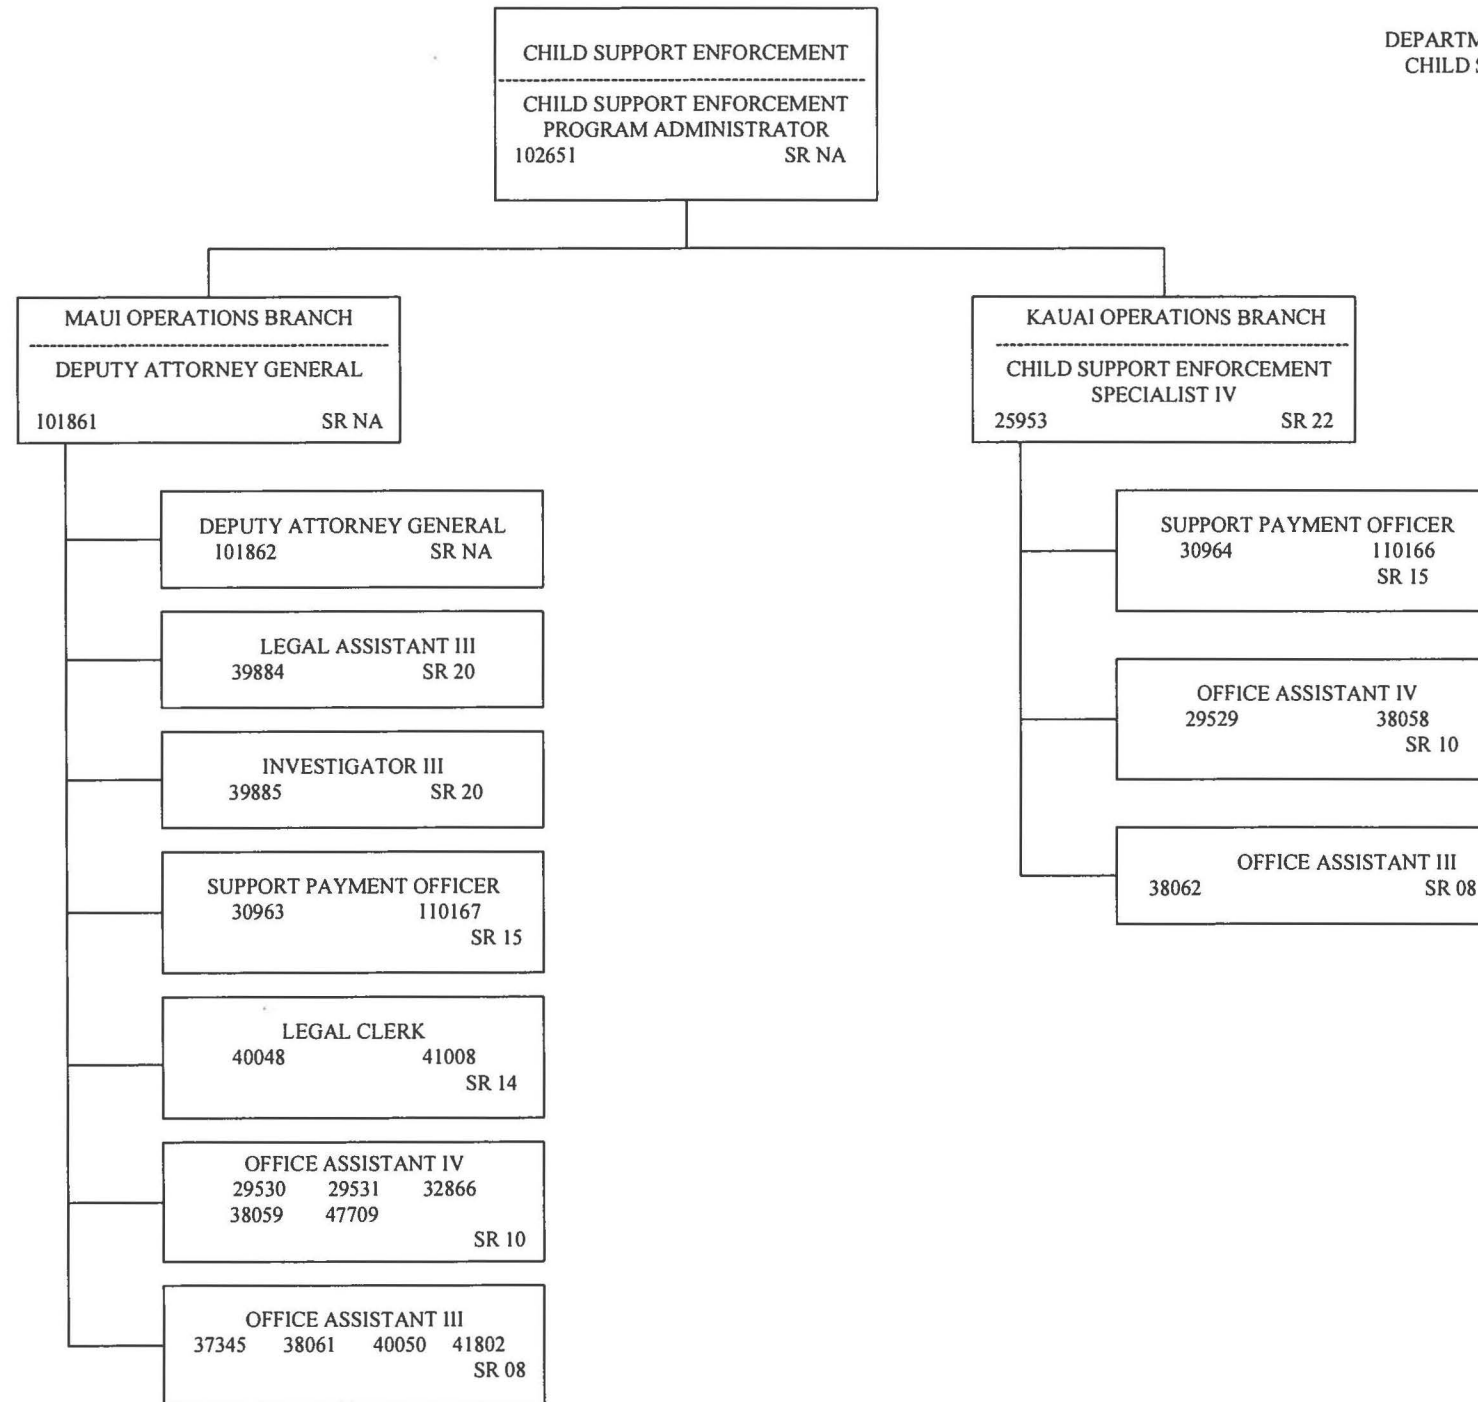 DEPARTM
CHILD S
CHILD SUPPORT ENFORCEMENT
CHILD SUPPORT ENFORCEMENT
PROGRAM ADMINISTRATOR
102651 SR NA
MAUI OPERATIONS BRANCH
DEPUTY ATTORNEY GENERAL
101861 SR NA
DEPUTY ATTORNEY GENERAL
101862 SR NA
LEGAL ASSISTANT III
39884 SR 20
INVESTIGATOR III
39885 SR 20
SUPPORT PAYMENT OFFICER
30963 110167
SR 15
LEGAL CLERK
40048 41008
SR 14
OFFICE ASSISTANT IV
29530 29531 32866
38059 47709
SR 10
OFFICE ASSISTANT III
37345 38061 40050 41802
SR 08
KAUAI OPERATIONS BRANCH
CHILD SUPPORT ENFORCEMENT
SPECIALIST IV
25953 SR 22
SUPPORT PAYMENT OFFICER
30964 110166
SR 15
OFFICE ASSISTANT IV
29529 38058
SR 10
OFFICE ASSISTANT III
38062 SR 08